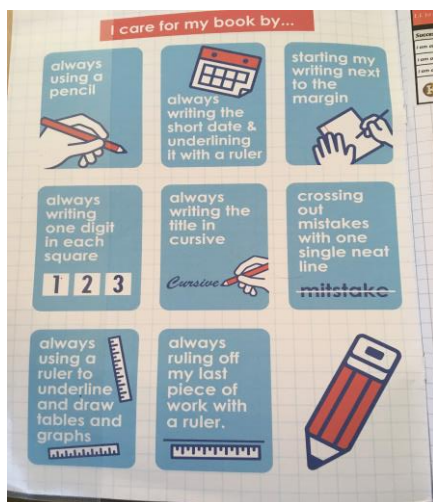 I care for my book by...
always
using a
pencil
always
writing the
short date &
underlining
it with a ruler
starting my
writing next
to the
margin
always
writing
one digit
in each
square
1 2 3
always
writing the
title in
cursive
Cursive
crossing
out
mistakes
with one
single neat
line
mitstake
always
using a
ruler to
underline
and draw
tables and
graphs
always
ruling off
my last
piece of
work with
a ruler.